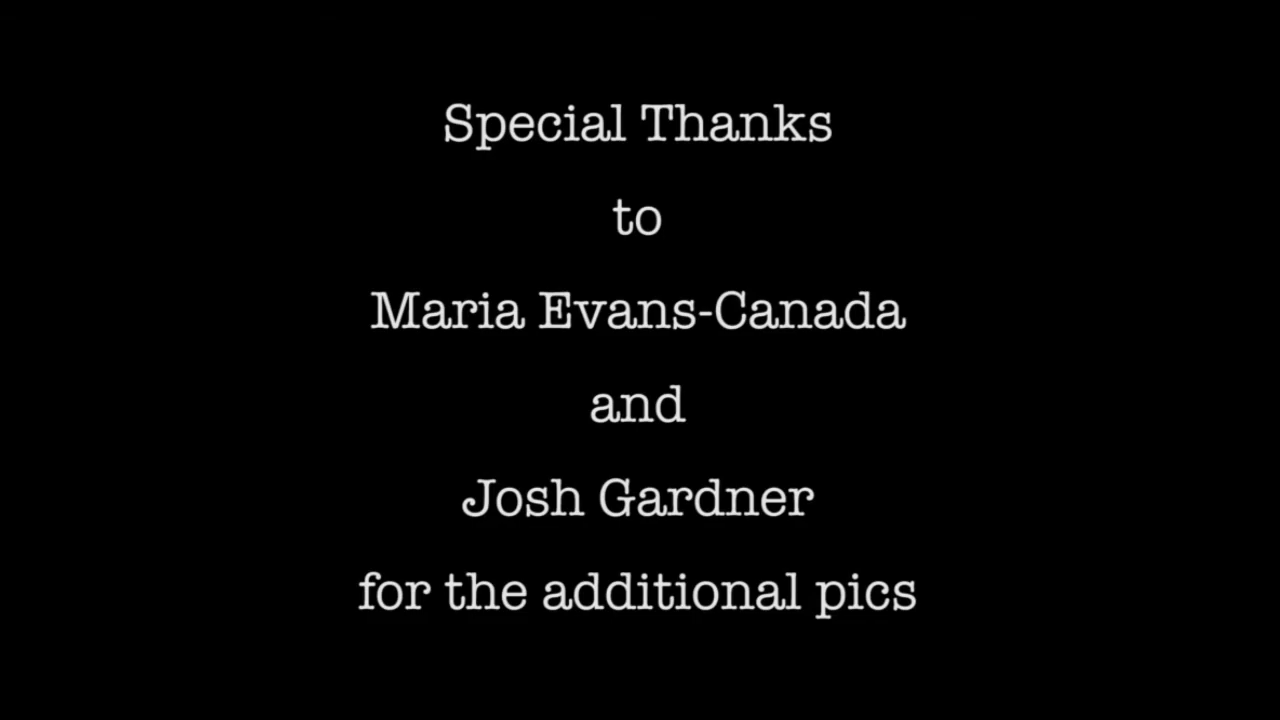 Special Thanks
to
Maria Evans-Canada
and
Josh Gardner
for the additional pics